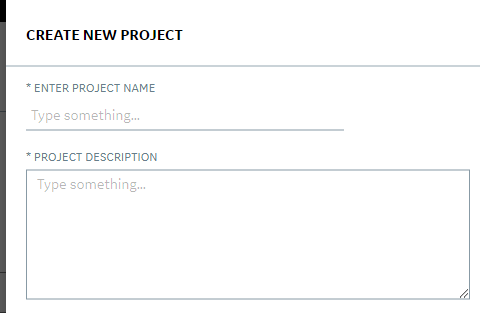 CREATE NEW PROJECT
* ENTER PROJECT NAME
Type something...
* PROJECT DESCRIPTION
Type something...